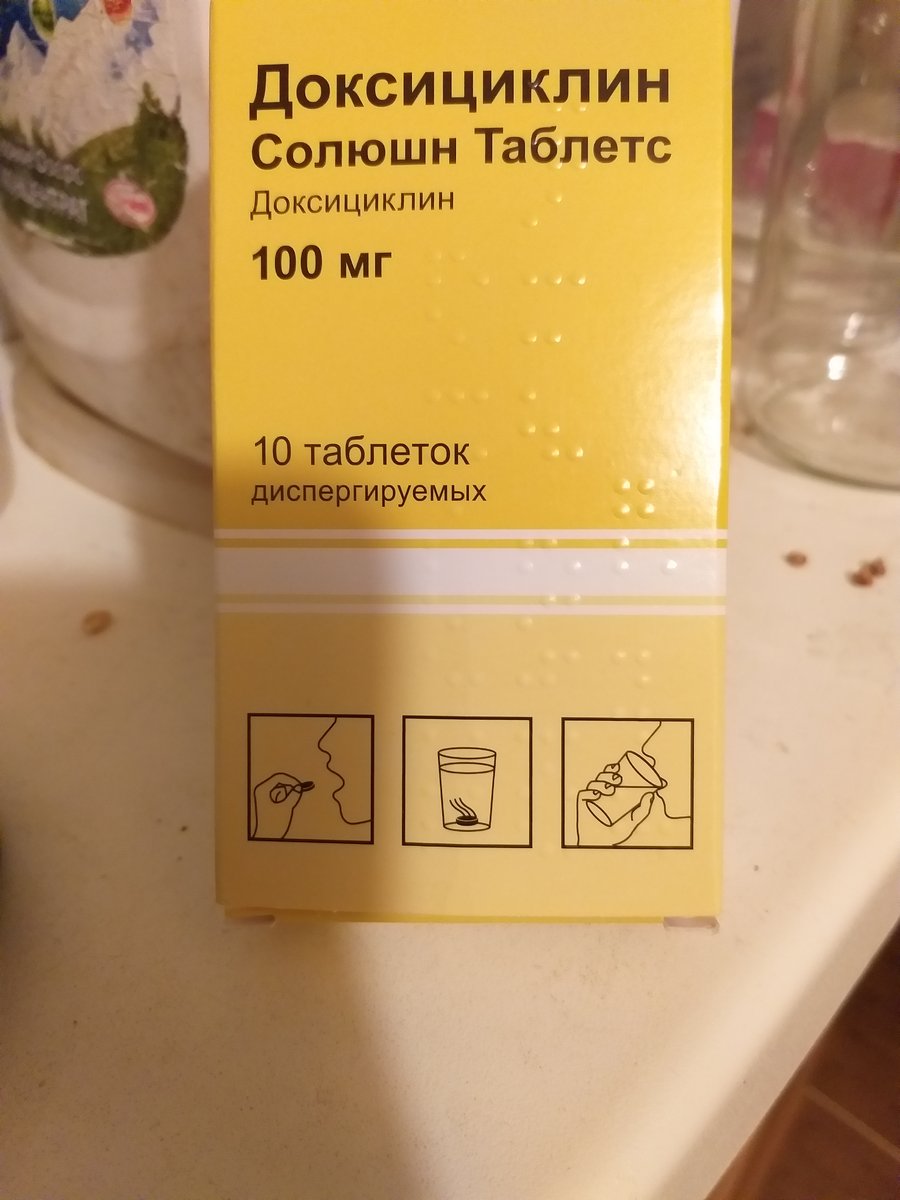 Доксициклин
Солюшн Таблетс
Доксициклин
100 мг
10 таблеток
диспергируемых